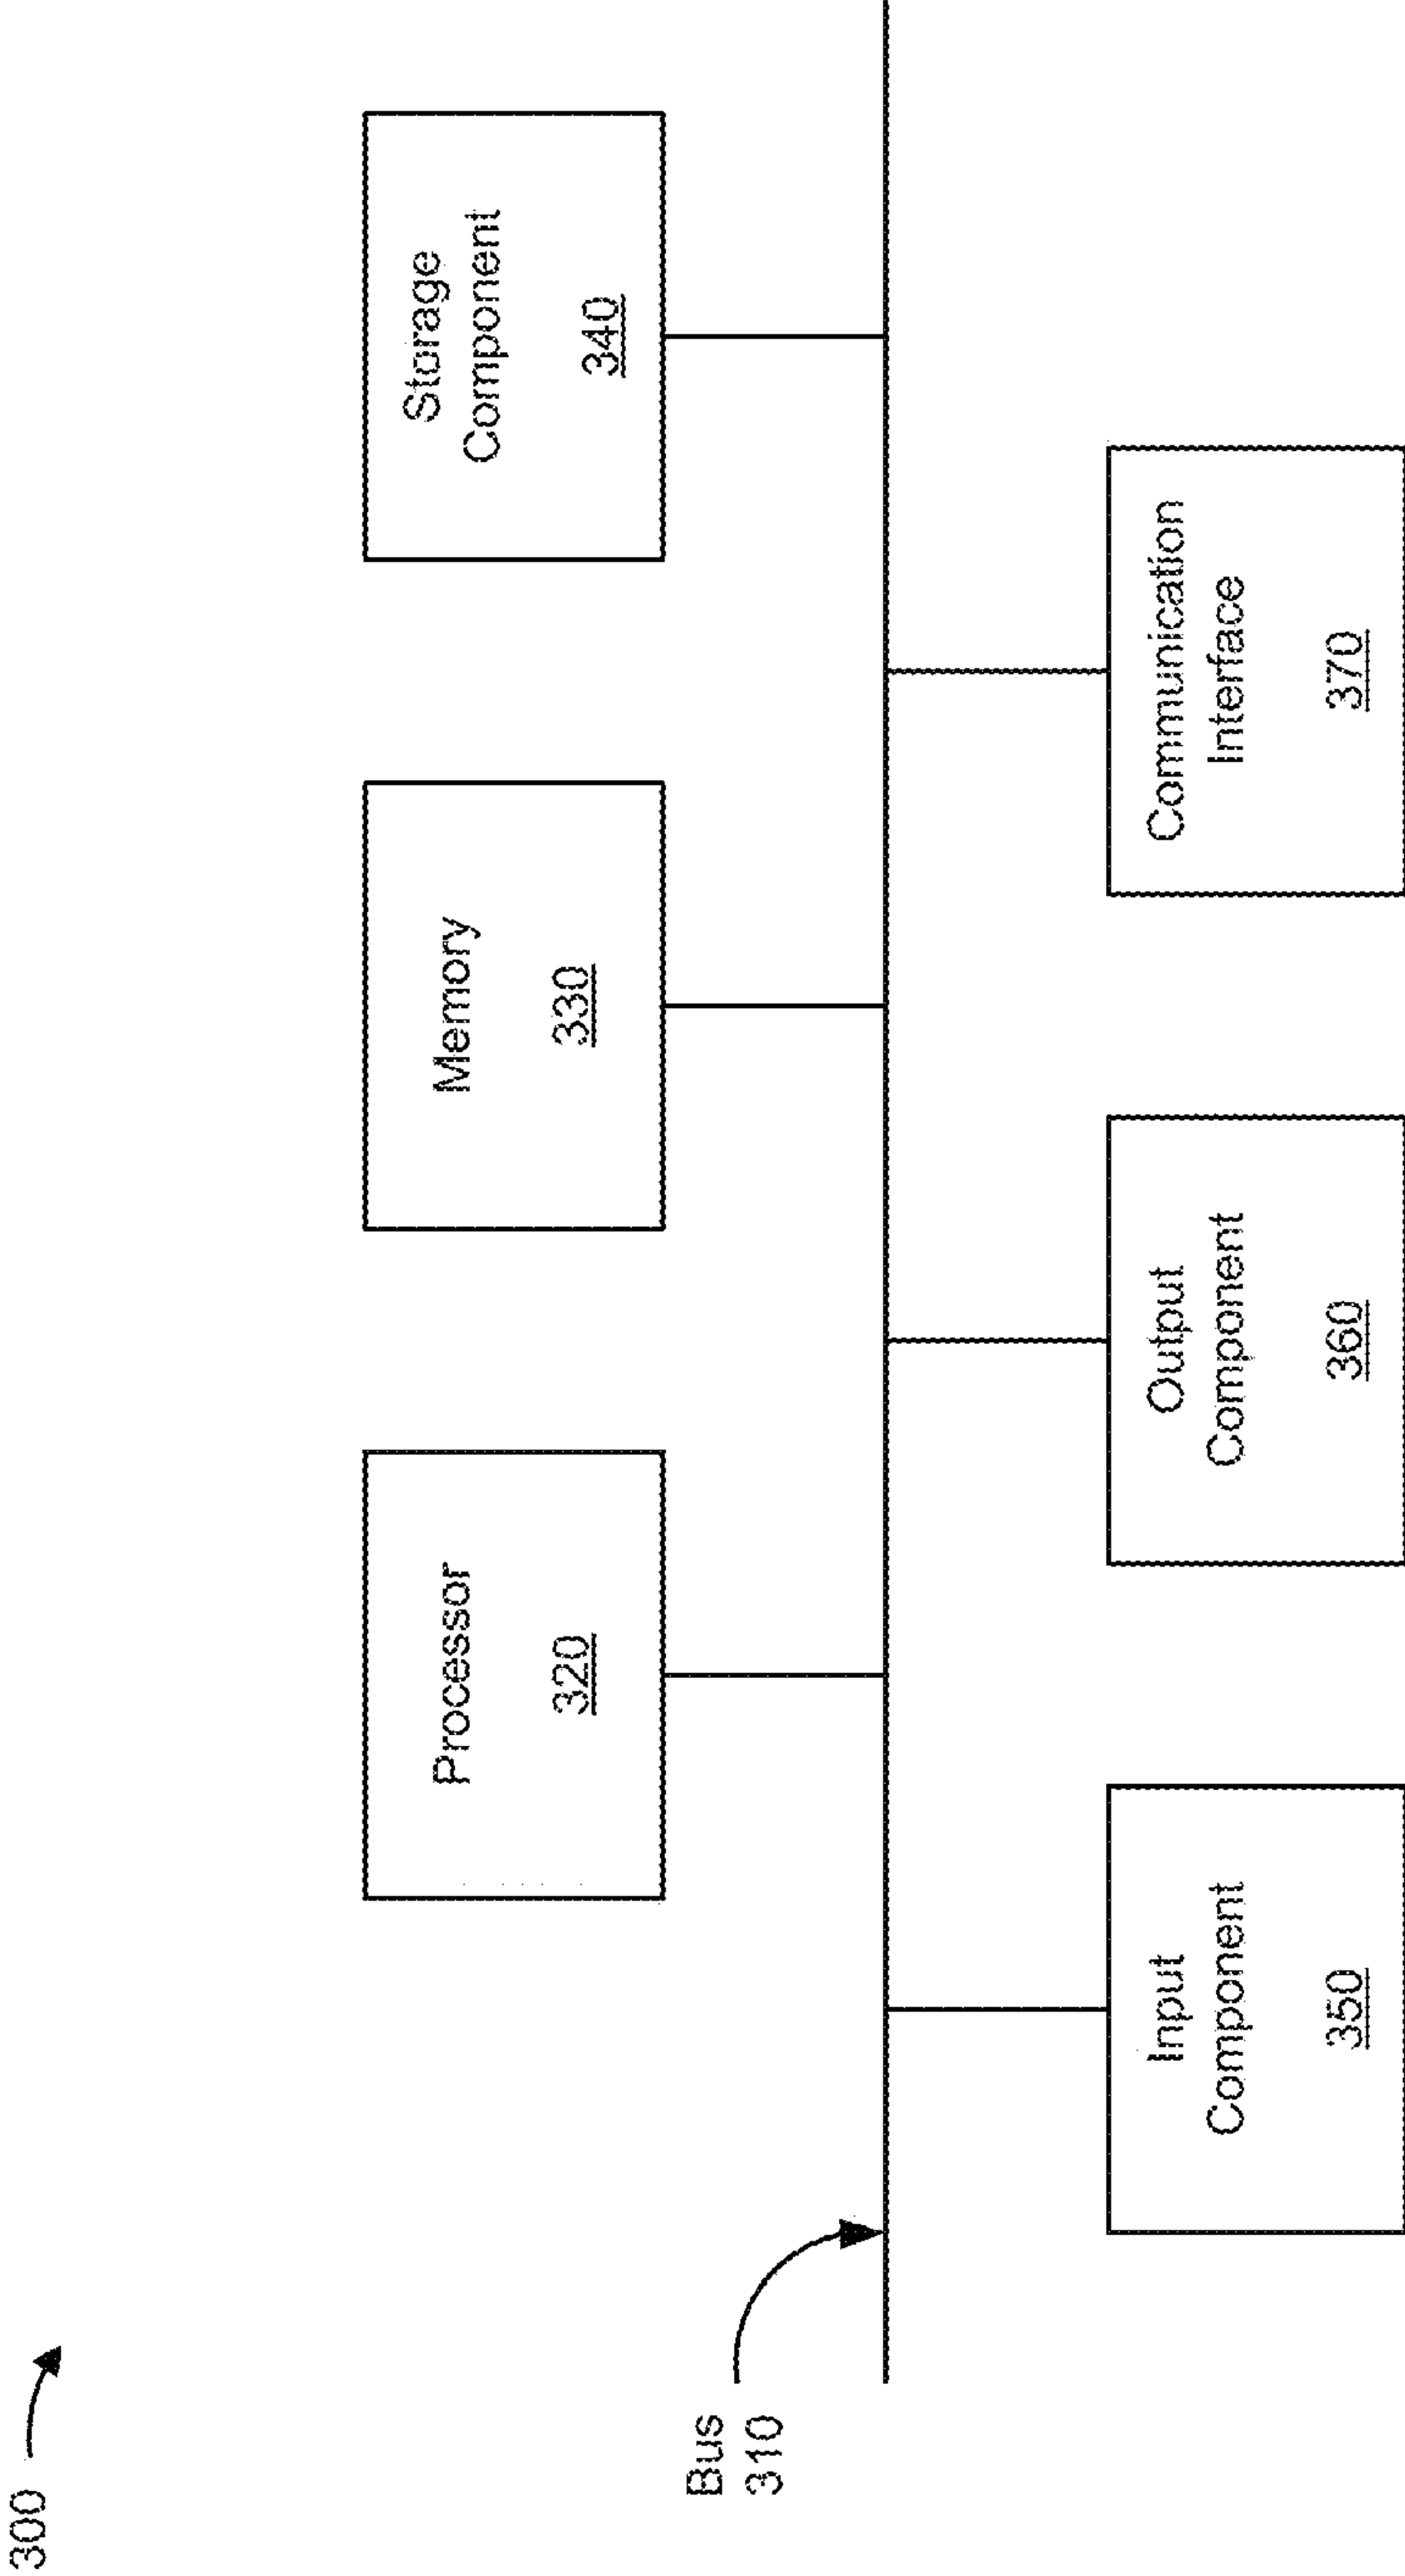 300
Processor
320
Memory
330
Storage
Component
340
Bus
310
Input
Component
350
Output
Component
360
Communication
Interface
370